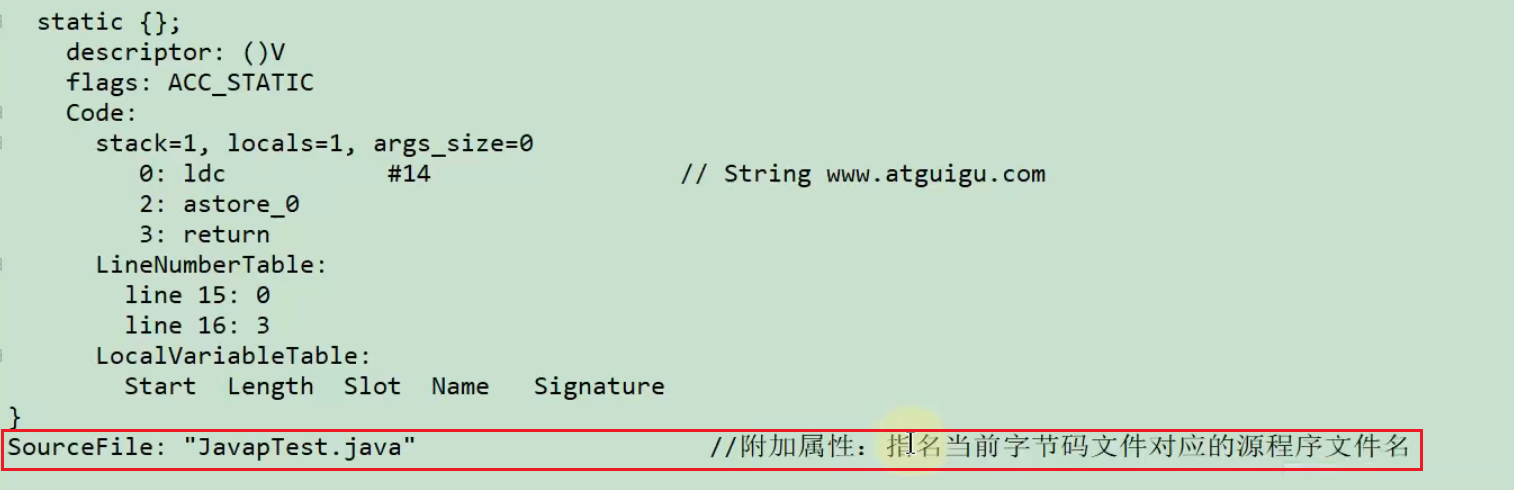 static {};
descriptor: ()V
flags: ACC_STATIC
Code:
stack=1, locals=1, args_size=0
0: ldc #14 // String www.atguigu.com
2: astore_0
3: return
LineNumberTable:
line 15: 0
line 16: 3
LocalVariableTable:
Start Length Slot Name Signature
}
SourceFile: "JavapTest.java" //附加属性：指名当前字节码文件对应的源程序文件名